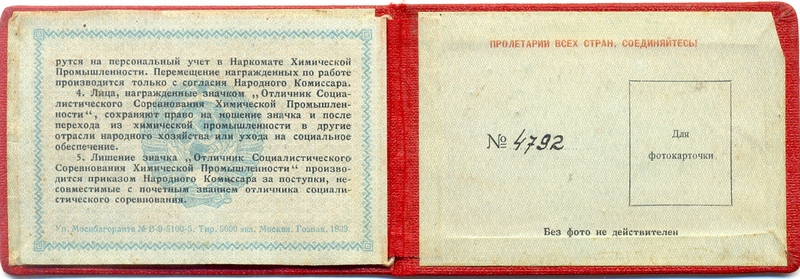 рутся на персональный учет в Наркомате Химической
Промышленности. Перемещение награжденных по работе
производится только с согласия Народного Комиссара.
4. Лица, награжденные значком „Отличник Социа-
листического Соревнования Химической Промышлен-
ности“, сохраняют право на ношение значка и после
перехода из химической промышленности в другие
отрасли народного хозяйства или ухода на социальное
обеспечение.
5. Лишение значка „Отличник Социалистического
Соревнования Химической Промышленности“ произво-
дится приказом Народного Комиссара за поступки, не-
совместимые с почетным званием отличника социали-
стического соревнования.
Уп. Мособлгорлита № В-9-5100-5. Тир. 5000 экз. Москва. Гознак. 1939.
ПРОЛЕТАРИИ ВСЕХ СТРАН, СОЕДИНЯЙТЕСЬ!
№ 4792
Для
фотокарточки
Без фото не действителен